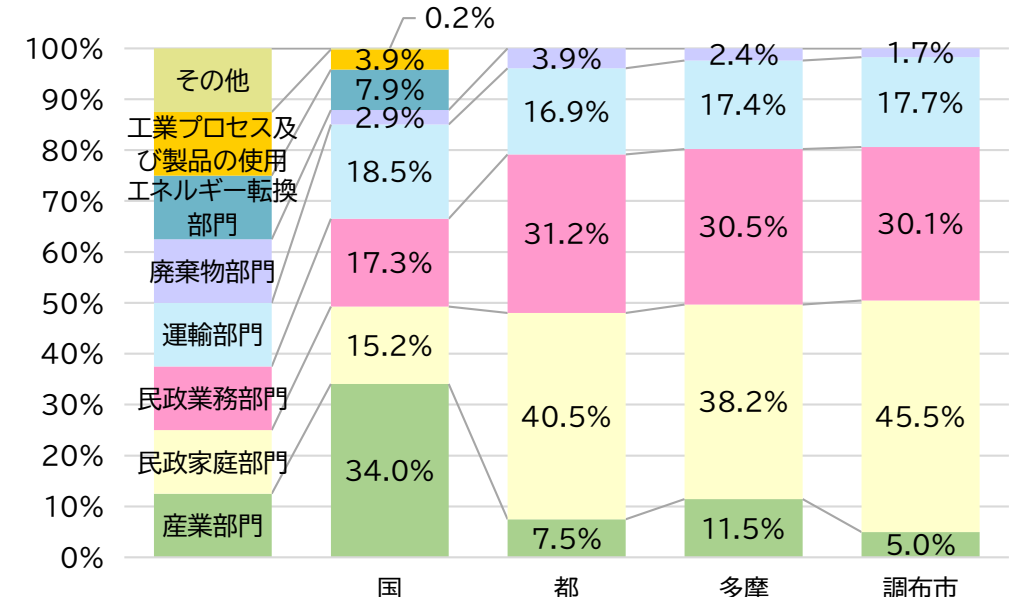 0.2%
100%
90%
80%
70%
60%
50%
40%
30%
20%
10%
0%
その他
工業プロセス及
び製品の使用
エネルギー転換
部門
廃棄物部門
運輸部門
民政業務部門
民政家庭部門
産業部門
3.9%
7.9%
2.9%
18.5%
17.3%
15.2%
34.0%
3.9%
16.9%
31.2%
40.5%
7.5%
2.4%
17.4%
30.5%
38.2%
11.5%
1.7%
17.7%
30.1%
45.5%
5.0%
国
都
多摩
調布市